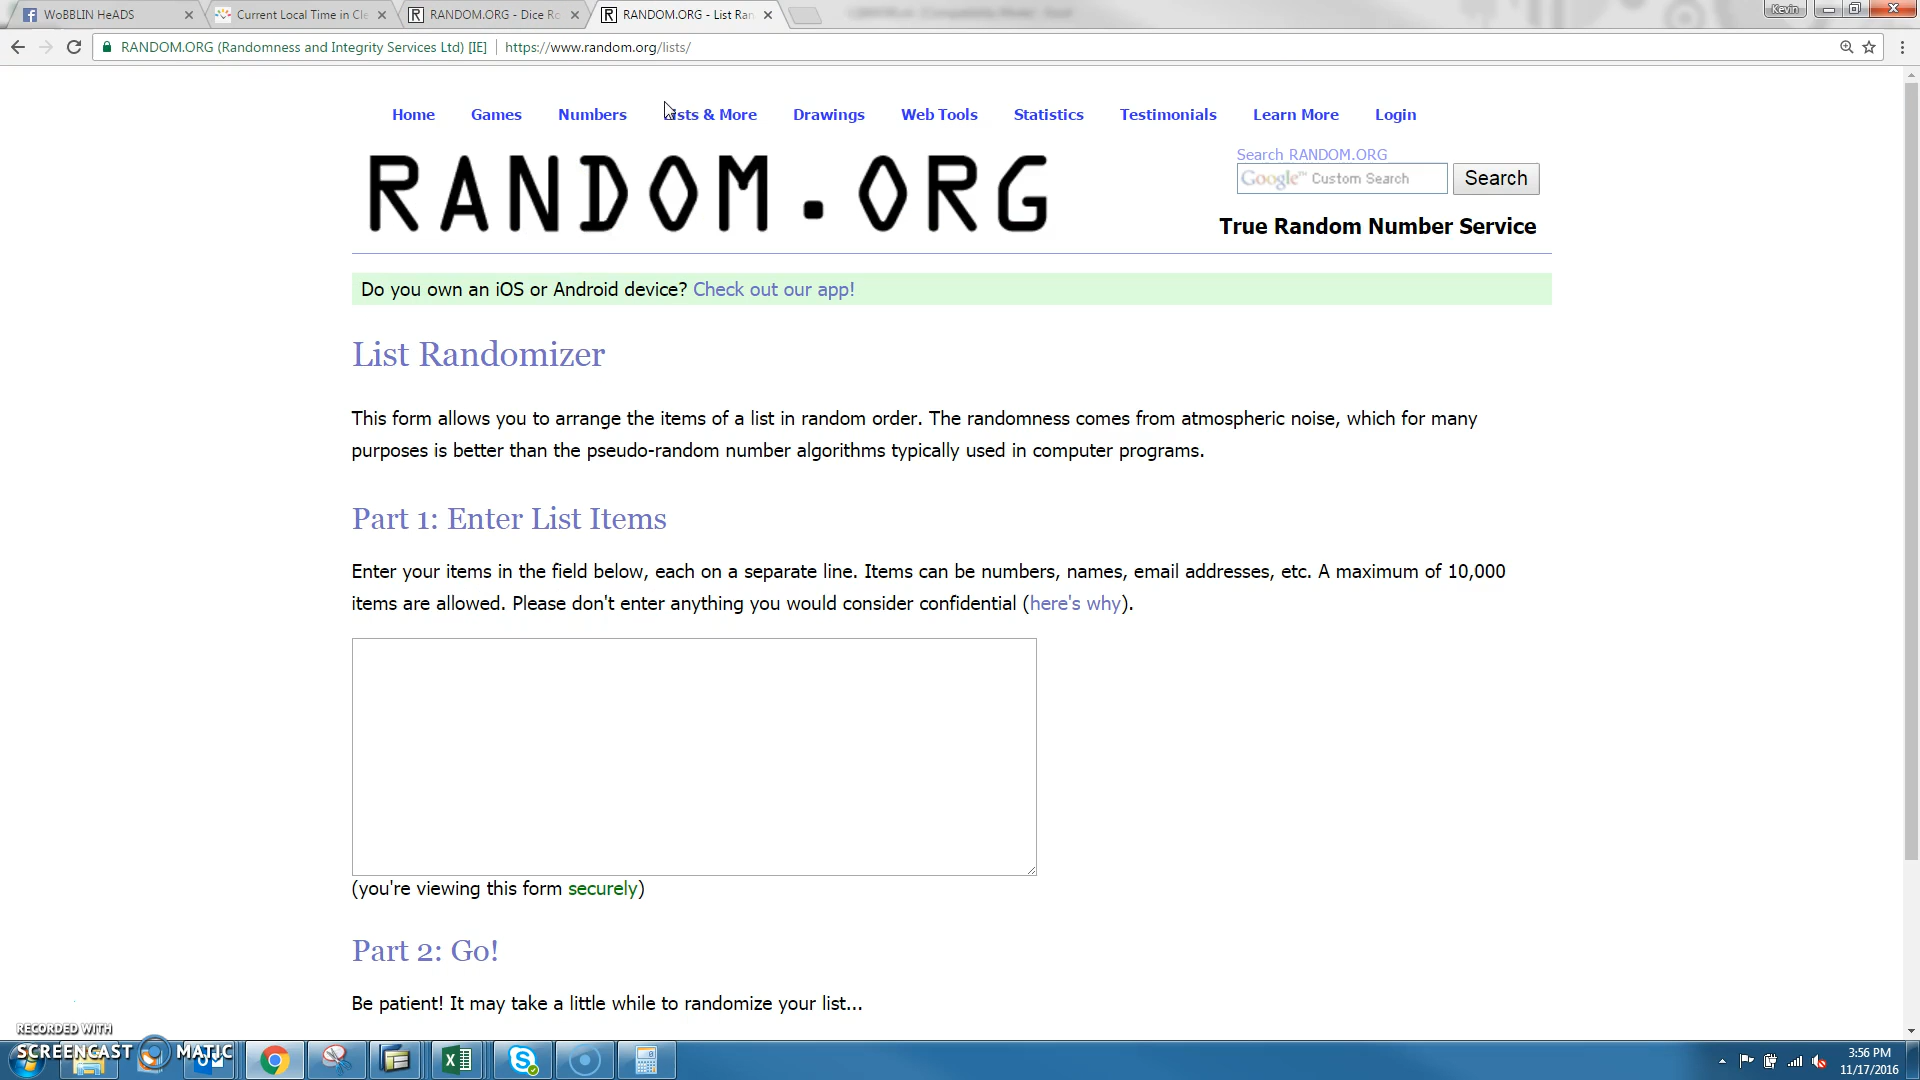 WoBBLIN HeADS
Current Local Time in Cle
RANDOM.ORG - Dice Ro
RANDOM.ORG - List Ran
Kevin
RANDOM.ORG (Randomness and Integrity Services Ltd) [IE]
https://www.random.org/lists/
Home Games Numbers Lists & More Drawings Web Tools Statistics Testimonials Learn More Login
RANDOM.ORG
Search RANDOM.ORG
Google™ Custom Search
Search
True Random Number Service
Do you own an iOS or Android device? Check out our app!
List Randomizer
This form allows you to arrange the items of a list in random order. The randomness comes from atmospheric noise, which for many
purposes is better than the pseudo-random number algorithms typically used in computer programs.
Part 1: Enter List Items
Enter your items in the field below, each on a separate line. Items can be numbers, names, email addresses, etc. A maximum of 10,000
items are allowed. Please don't enter anything you would consider confidential (here's why).
(you're viewing this form securely)
Part 2: Go!
Be patient! It may take a little while to randomize your list...
RECORDED WITH
SCREENCAST MATIC
3:56 PM
11/17/2016